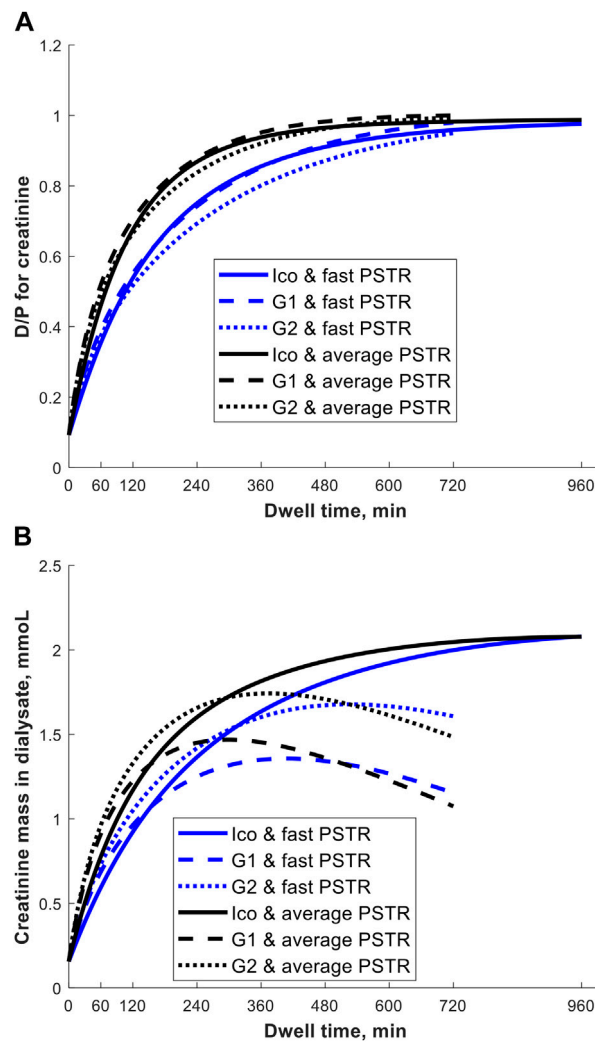 A
1.2
1
0.8
0.6
0.4
0.2
0
D/P for creatinine
Ico & fast PSTR
G1 & fast PSTR
G2 & fast PSTR
Ico & average PSTR
G1 & average PSTR
G2 & average PSTR
0 60 120 240 360 480 600 720 960
Dwell time, min
B
2.5
2
1.5
1
0.5
0
Creatinine mass in dialysate, mmoL
Ico & fast PSTR
G1 & fast PSTR
G2 & fast PSTR
Ico & average PSTR
G1 & average PSTR
G2 & average PSTR
0 60 120 240 360 480 600 720 960
Dwell time, min